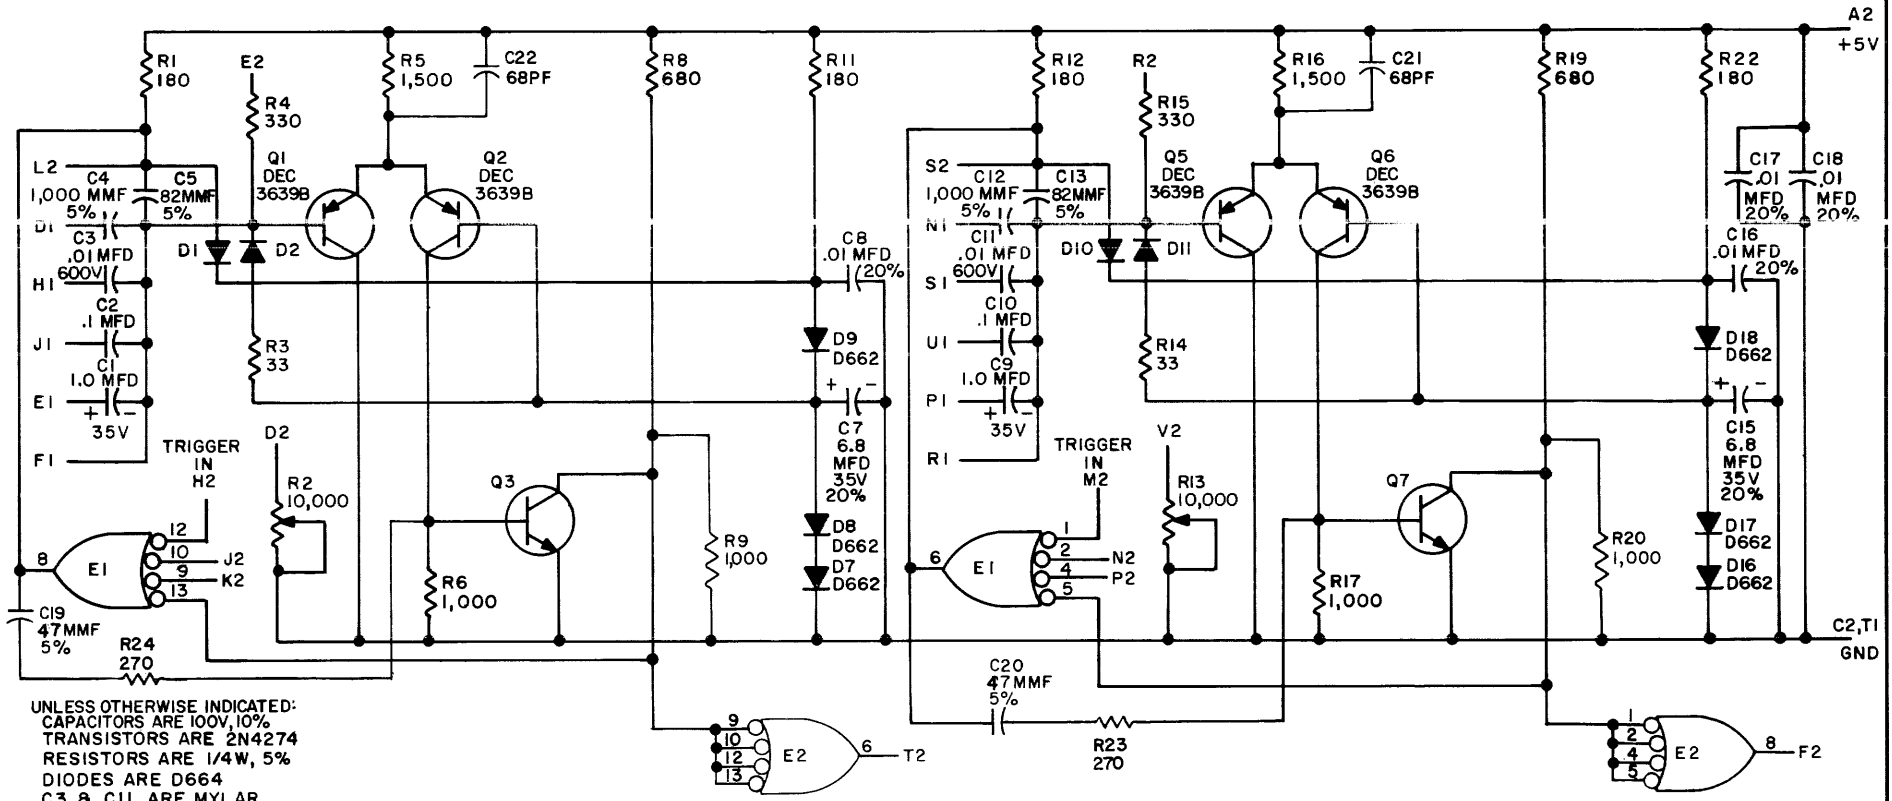 A2
+5V
R1
180
E2
R4
330
R5
1,500
C22
68PF
R8
680
R11
180
R12
180
R2
R15
330
R16
1,500
C21
68PF
R19
680
R22
180
L2
C4
1,000 MMF
5%
C5
82MMF
5%
Q1
DEC
3639B
Q2
DEC
3639B
S2
C12
1,000 MMF
5%
C13
82MMF
5%
Q5
DEC
3639B
Q6
DEC
3639B
C17
.01
MFD
20%
C18
.01
MFD
20%
D1
C3
.01 MFD
600V
D1
D2
C8
.01 MFD
20%
N1
C11
.01 MFD
600V
D10
D11
C16
.01 MFD
20%
H1
C2
.1 MFD
S1
C10
.1 MFD
J1
C1
1.0 MFD
R3
33
D9
D662
U1
C9
1.0 MFD
R14
33
D18
D662
E1
+ -
35V
+ -
C7
6.8
MFD
35V
20%
P1
+ -
35V
+ -
C15
6.8
MFD
35V
20%
F1
TRIGGER
IN
H2
D2
R2
10,000
Q3
R1
TRIGGER
IN
M2
V2
R13
10,000
Q7
8
E1
12
10
9
13
J2
K2
R6
1,000
R9
1,000
D8
D662
D7
D662
6
E1
1
2
4
5
N2
P2
R17
1,000
R20
1,000
D17
D662
D16
D662
C19
47MMF
5%
R24
270
C2,T1
GND
C20
47MMF
5%
R23
270
UNLESS OTHERWISE INDICATED:
CAPACITORS ARE 100V,10%
TRANSISTORS ARE 2N4274
RESISTORS ARE 1/4W, 5%
DIODES ARE D664
C3 & C11 ARE MYLAR
9
10
12
13
E2
6
T2
1
2
4
5
E2
8
F2